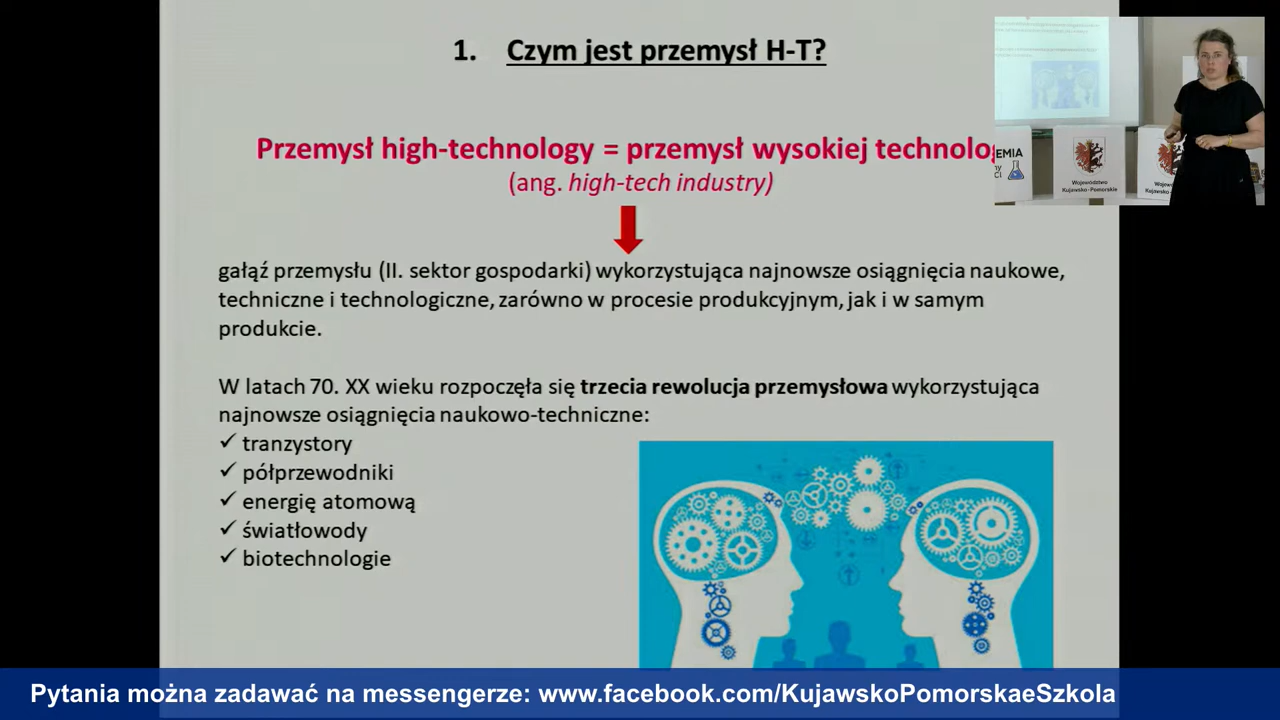 1. Czym jest przemysł H-T?
Przemysł high-technology = przemysł wysokiej technolo
(ang. high-tech industry)
gałąź przemysłu (II. sektor gospodarki) wykorzystująca najnowsze osiągnięcia naukowe,
techniczne i technologiczne, zarówno w procesie produkcyjnym, jak i w samym
produkcie.
W latach 70. XX wieku rozpoczęła się trzecia rewolucja przemysłowa wykorzystująca
najnowsze osiągnięcia naukowo-techniczne:
✓ tranzystory
✓ półprzewodniki
✓ energię atomową
✓ światłowody
✓ biotechnologie
EMIA
Województwo
Kujawsko-Pomorskie
Pytania można zadawać na messengerze: www.facebook.com/KujawskoPomorskaeSzkola